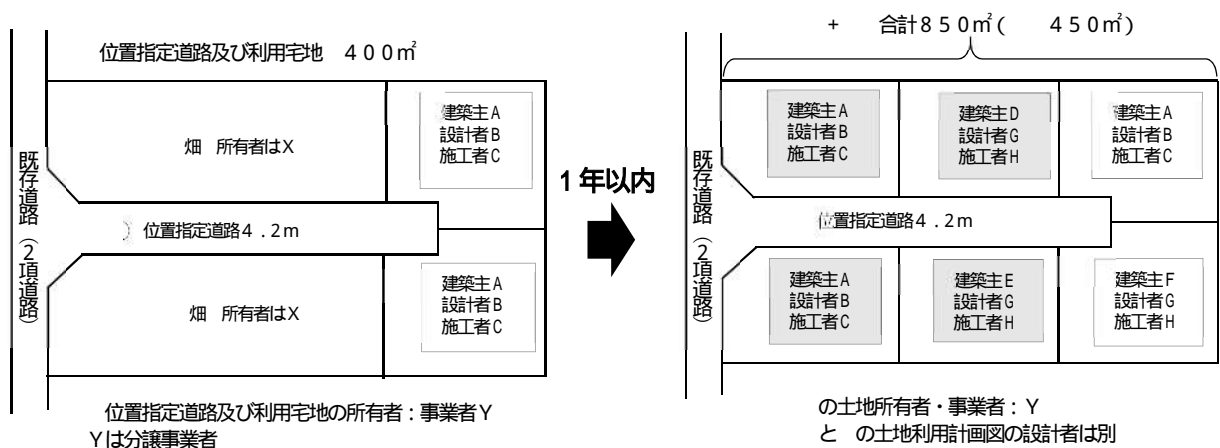 位置指定道路及び利用宅地　４００㎡
建築主A
設計者B
施工者C
畑　所有者はX
既存道路（２項道路）
位置指定道路４．２m
畑　所有者はX
建築主A
設計者B
施工者C
位置指定道路及び利用宅地の所有者：事業者Y
Yは分譲事業者
１年以内
＋　合計８５０㎡（　４５０㎡）
建築主A
設計者B
施工者C
建築主D
設計者G
施工者H
建築主A
設計者B
施工者C
既存道路（２項道路）
位置指定道路４．２m
建築主A
設計者B
施工者C
建築主E
設計者G
施工者H
建築主F
設計者G
施工者H
の土地所有者・事業者：Y
と　の土地利用計画図の設計者は別